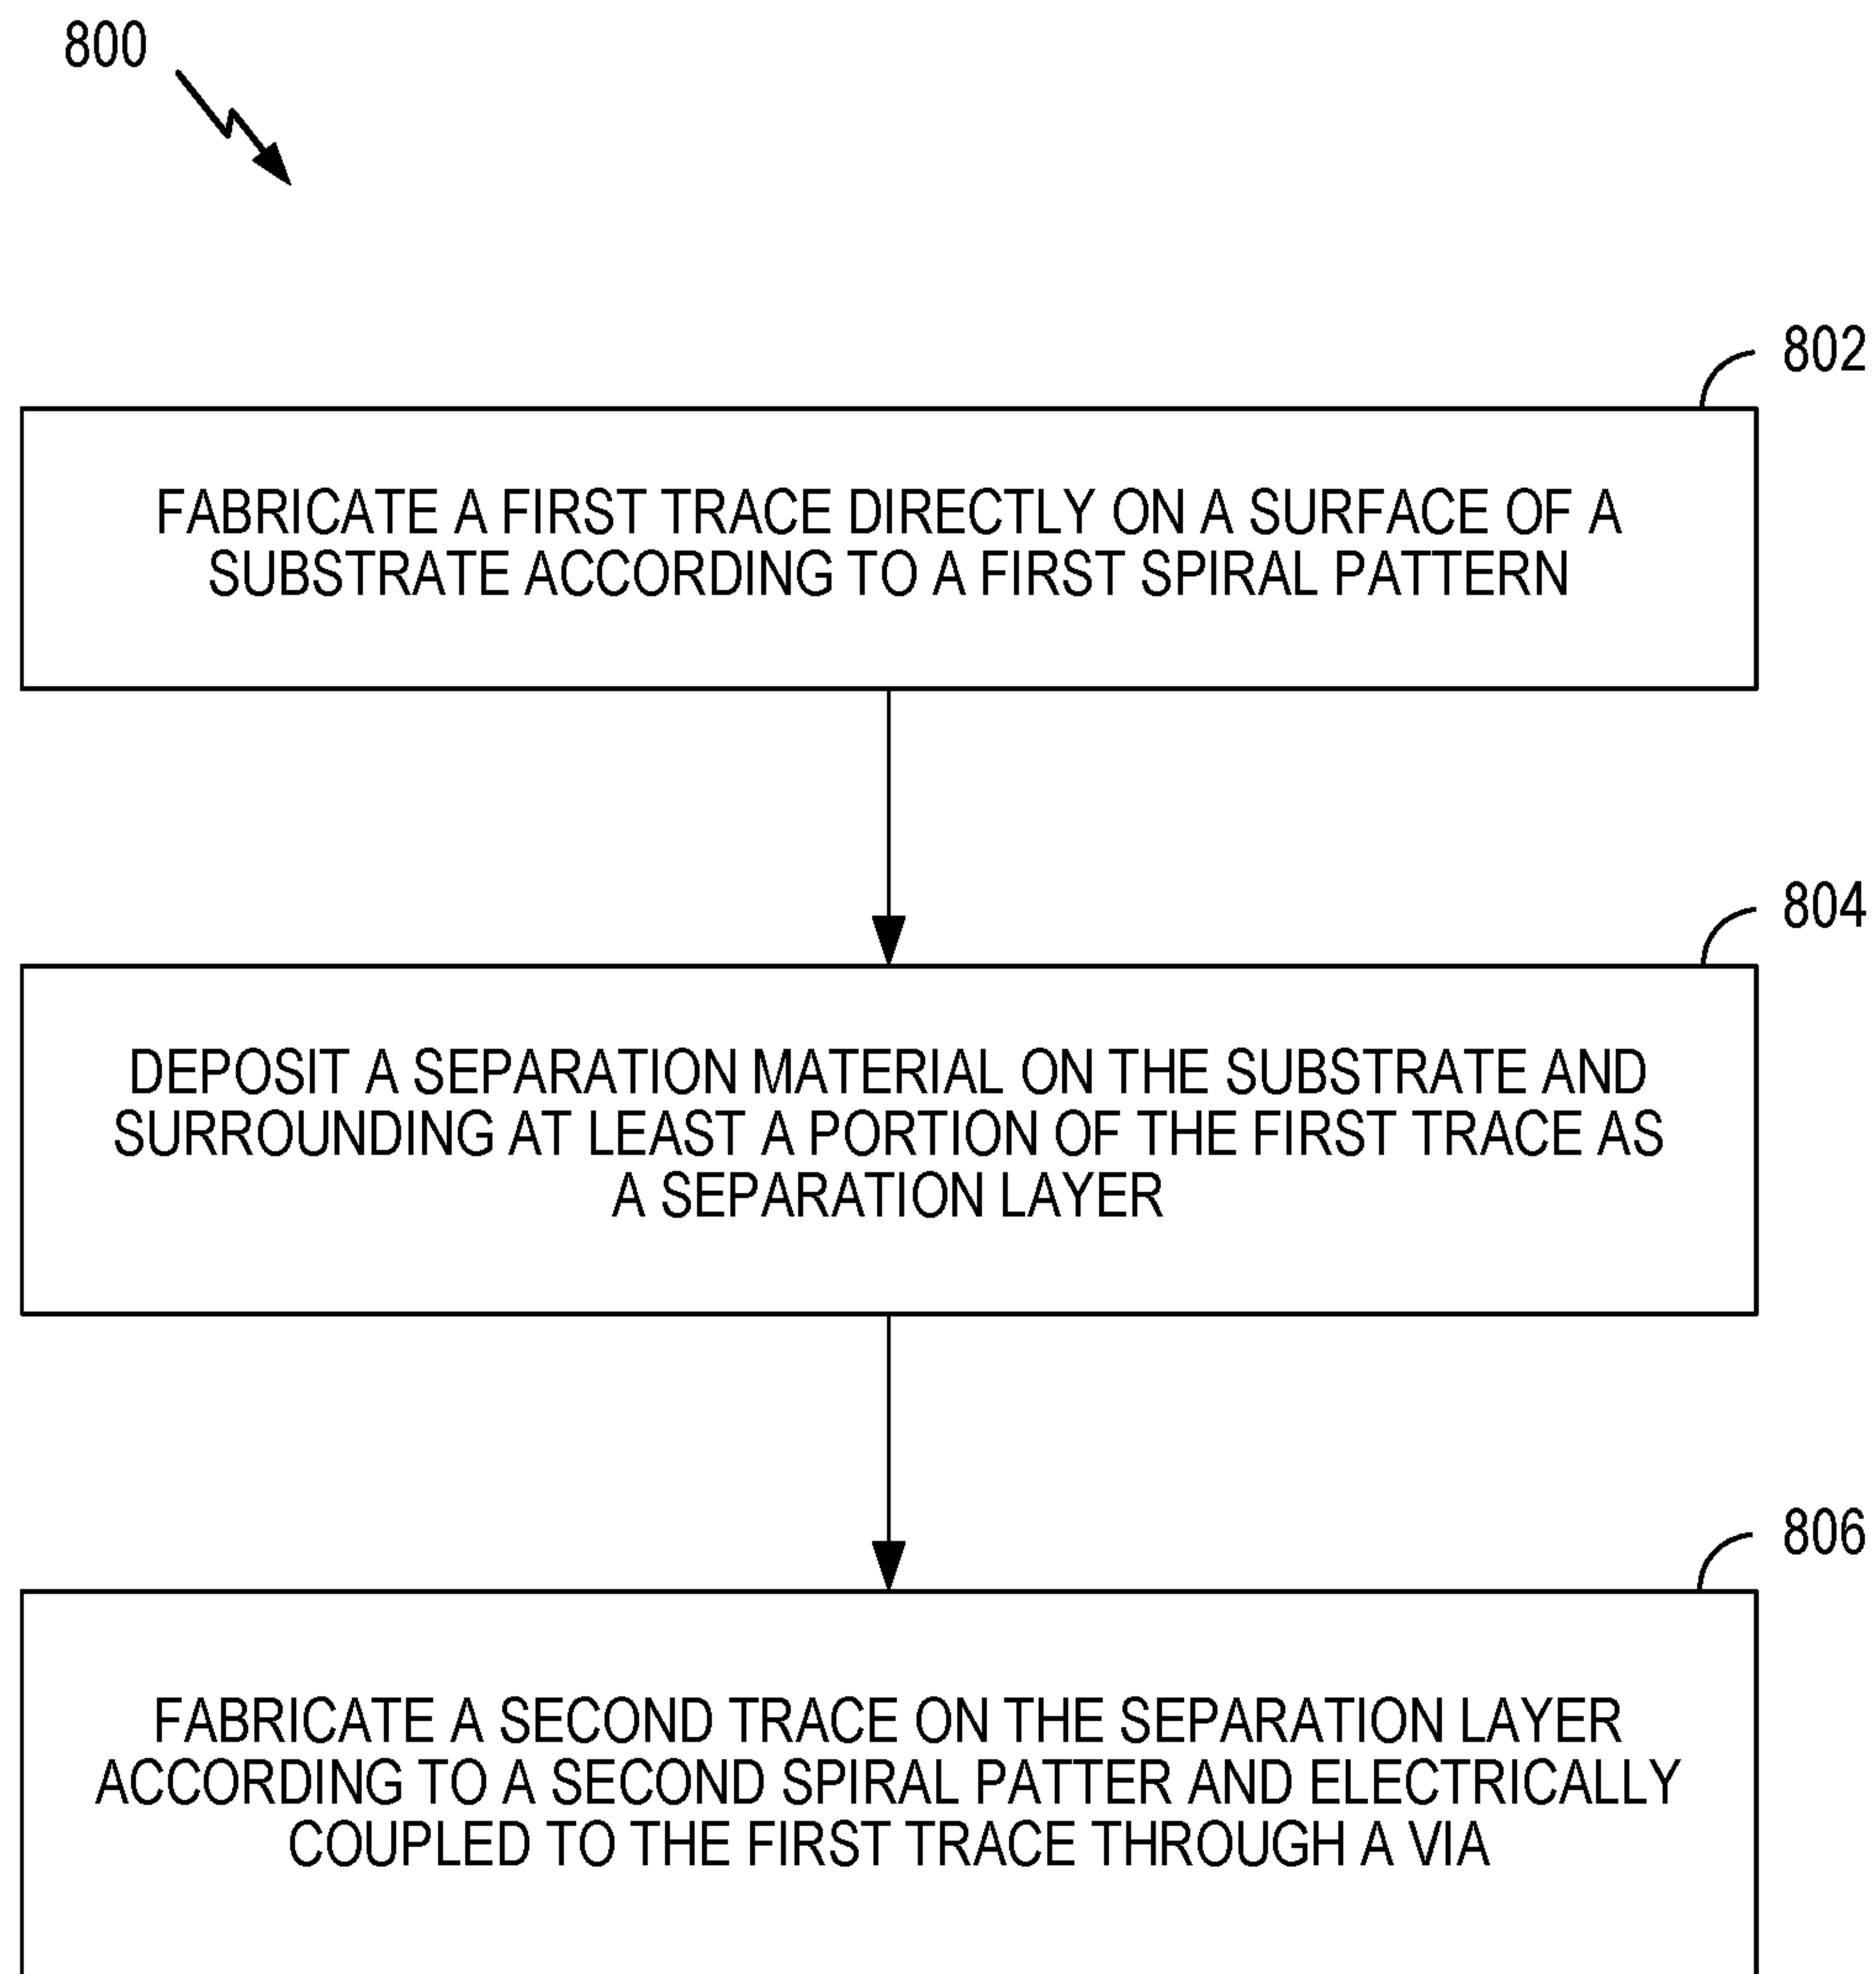 800
802
FABRICATE A FIRST TRACE DIRECTLY ON A SURFACE OF A
SUBSTRATE ACCORDING TO A FIRST SPIRAL PATTERN
804
DEPOSIT A SEPARATION MATERIAL ON THE SUBSTRATE AND
SURROUNDING AT LEAST A PORTION OF THE FIRST TRACE AS
A SEPARATION LAYER
806
FABRICATE A SECOND TRACE ON THE SEPARATION LAYER
ACCORDING TO A SECOND SPIRAL PATTER AND ELECTRICALLY
COUPLED TO THE FIRST TRACE THROUGH A VIA